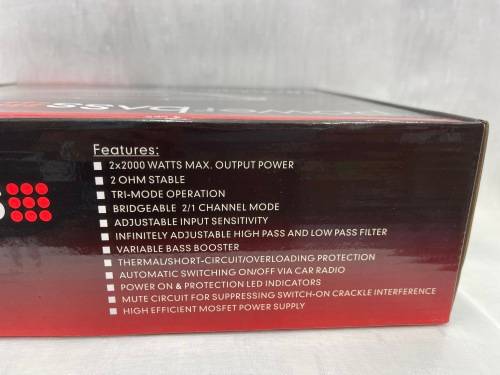 Features:
2x2000 WATTS MAX. OUTPUT POWER
2 OHM STABLE
TRI-MODE OPERATION
BRIDGEABLE 2/1 CHANNEL MODE
ADJUSTABLE INPUT SENSITIVITY
INFINITELY ADJUSTABLE HIGH PASS AND LOW PASS FILTER
VARIABLE BASS BOOSTER
THERMAL/SHORT-CIRCUIT/OVERLOADING PROTECTION
AUTOMATIC SWITCHING ON/OFF VIA CAR RADIO
POWER ON & PROTECTION LED INDICATORS
MUTE CIRCUIT FOR SUPPRESSING SWITCH-ON CRACKLE INTERFERENCE
HIGH EFFICIENT MOSFET POWER SUPPLY